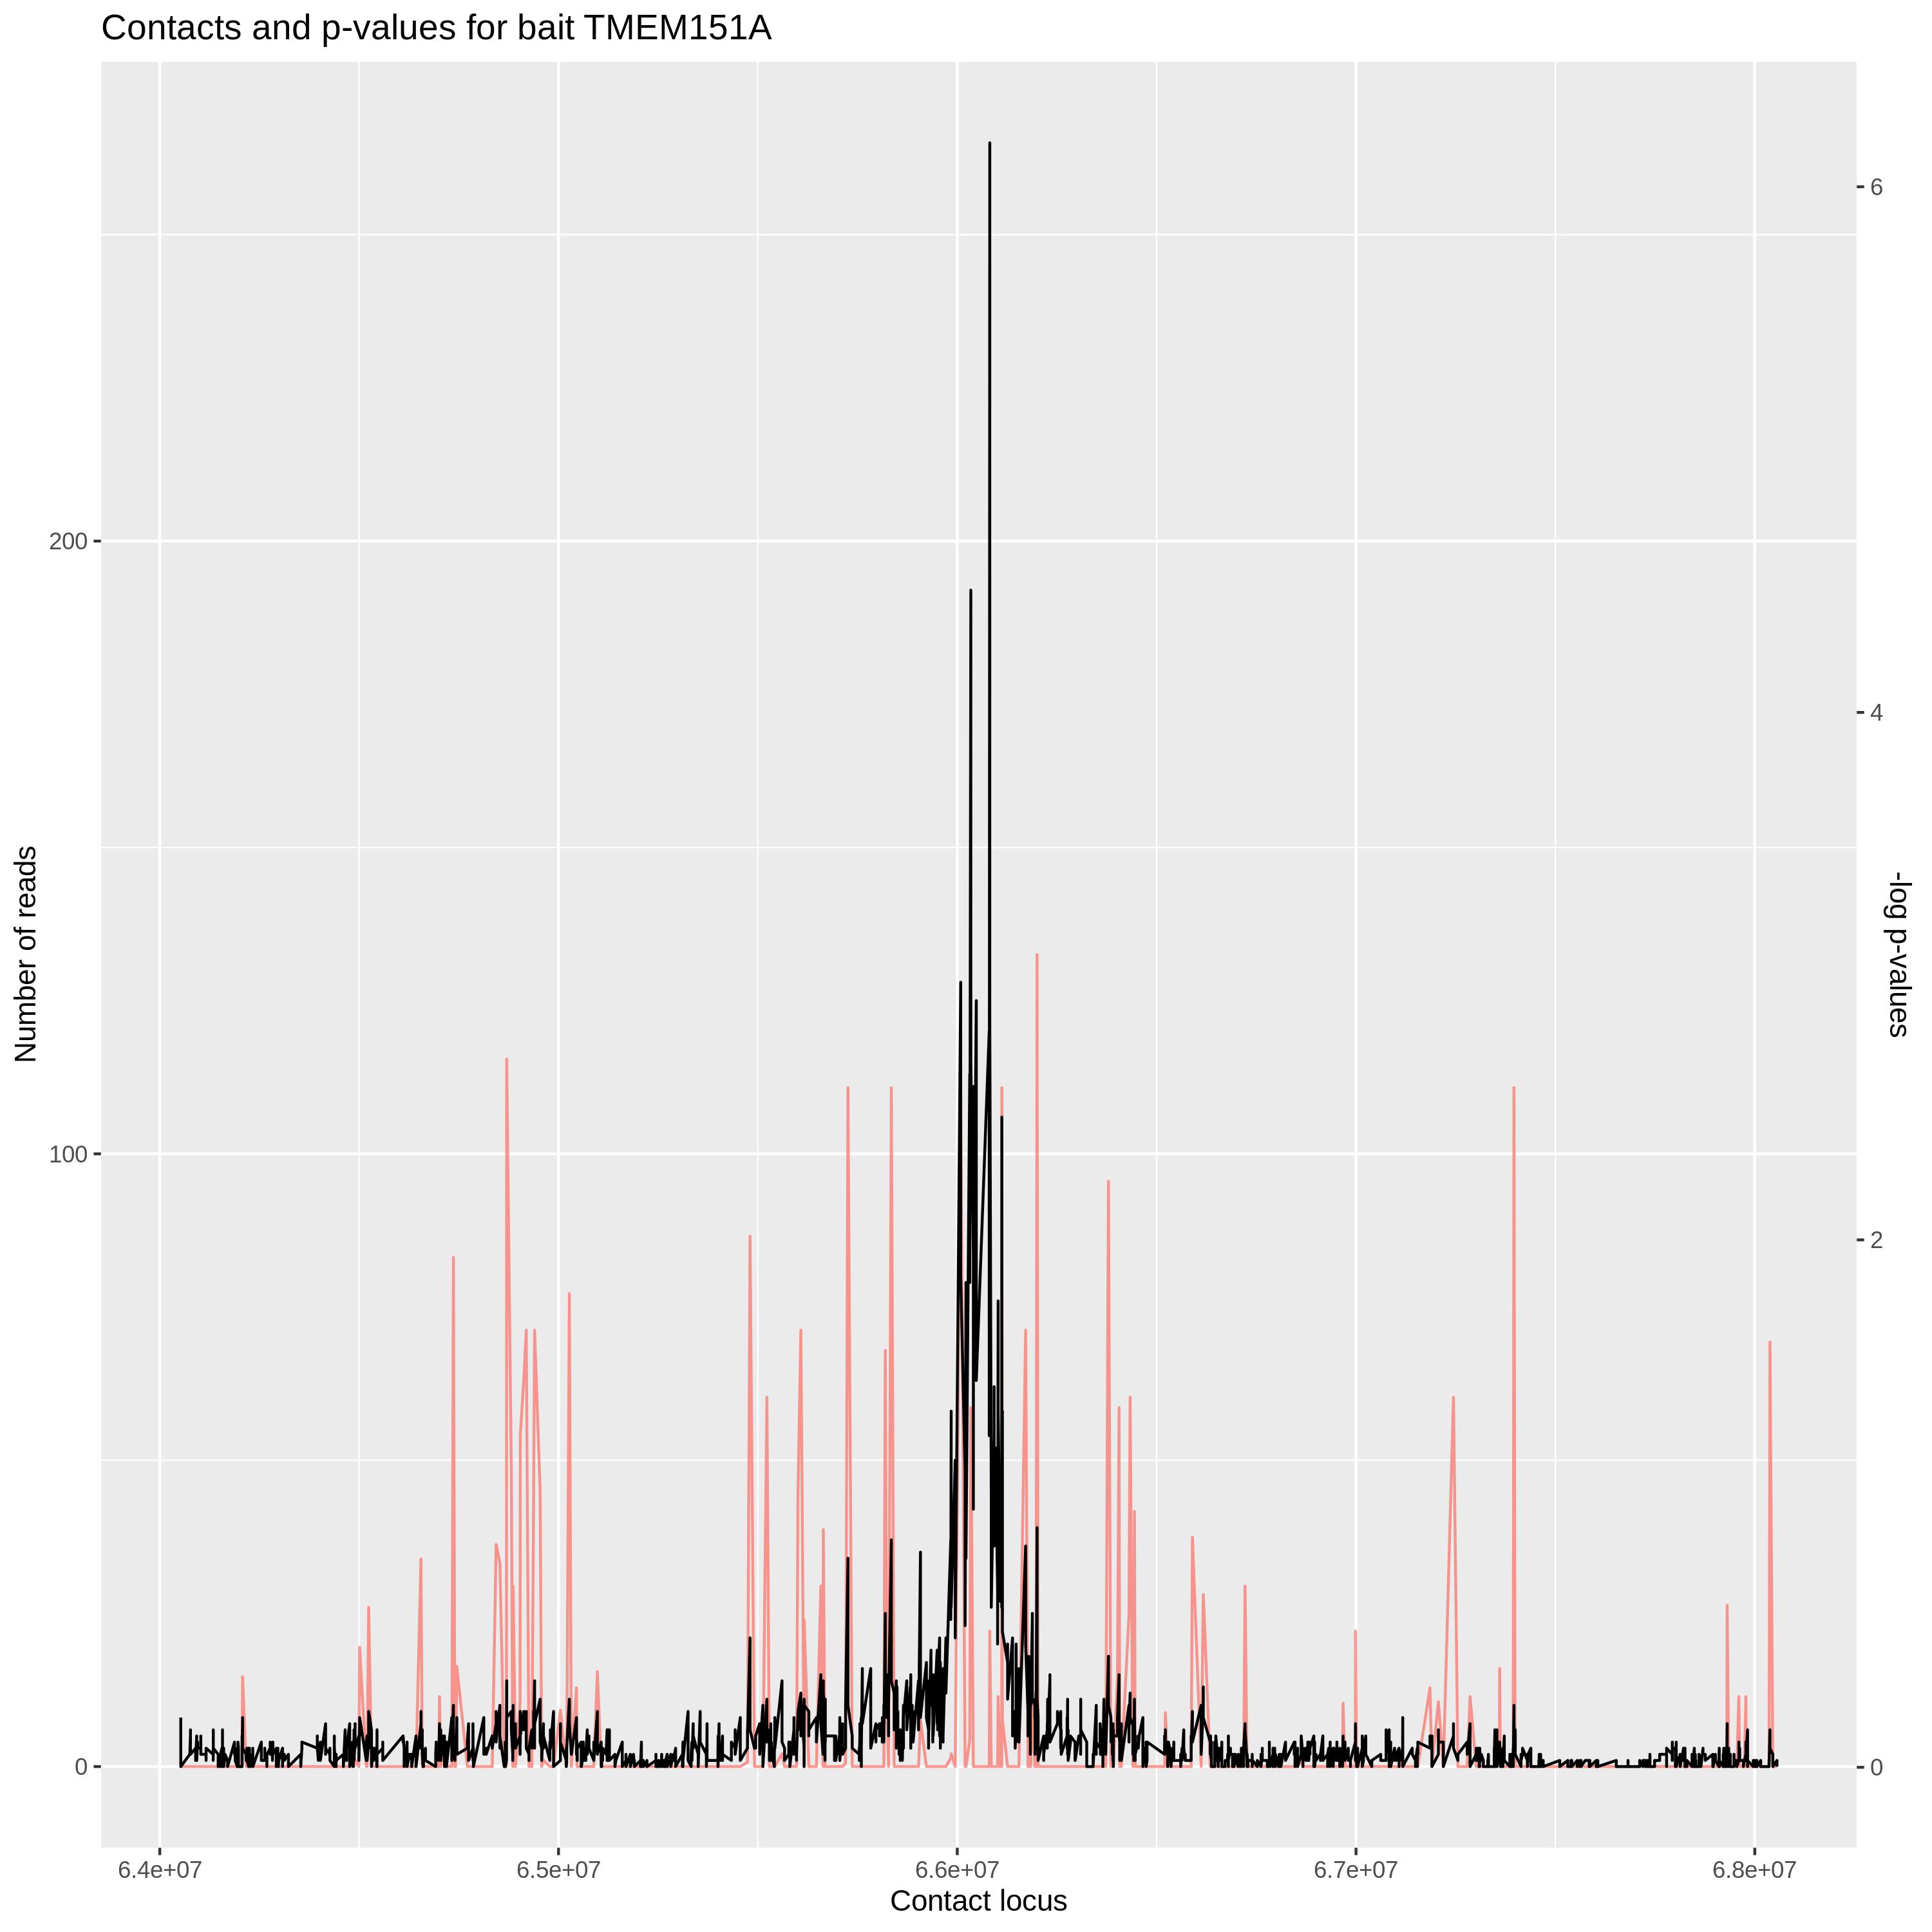 Contacts and p-values for bait TMEM151A
Number of reads
200
100
0
6
4
2
0
-log p-values
6.4e+07
6.5e+07
6.6e+07
6.7e+07
6.8e+07
Contact locus